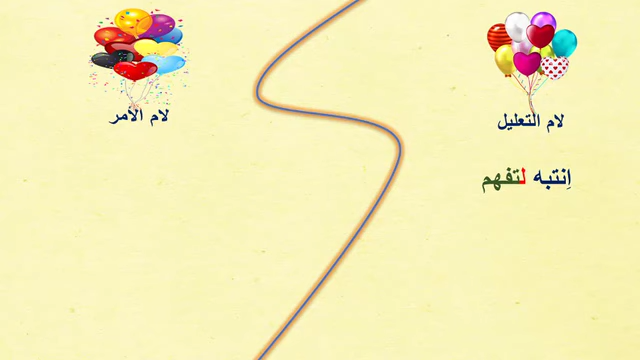 لام التعليل
لام الأمر
اِنتبه لتفهم